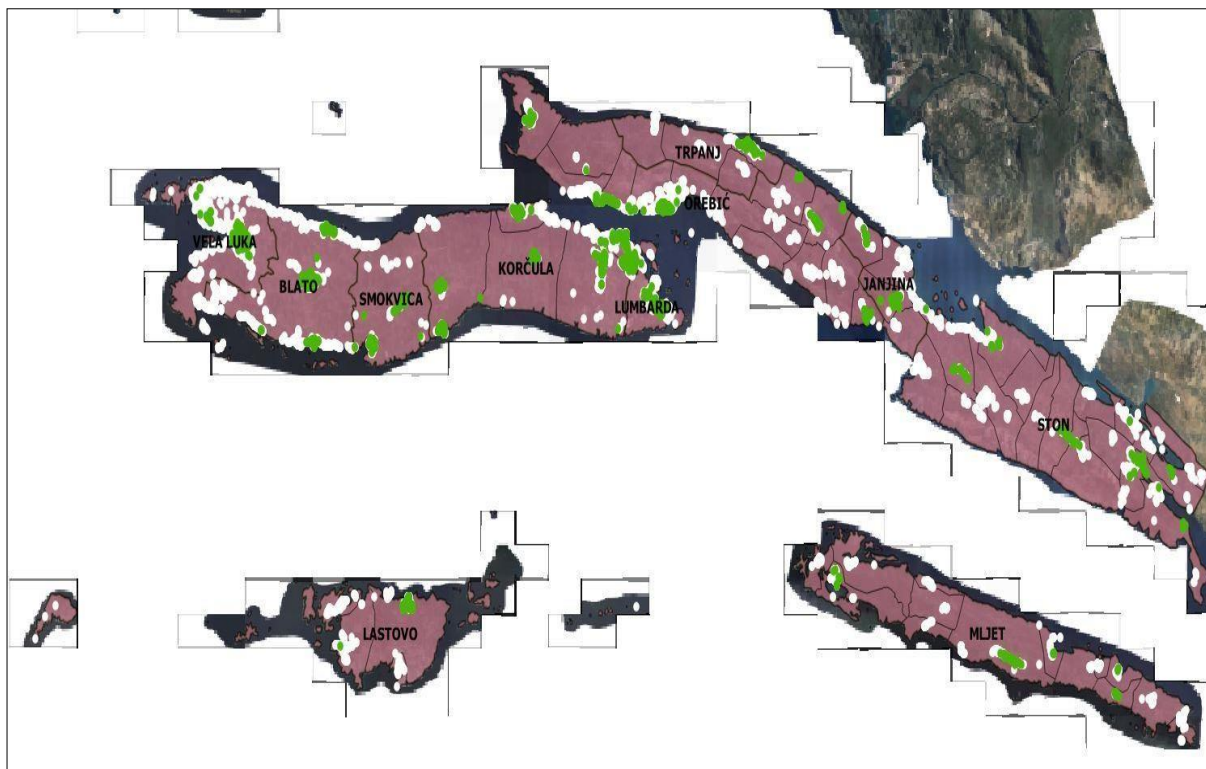 TRPANJ
OREBIĆ
VELA LUKA
BLATO
SMOKVICA
KORČULA
LUMBARDA
JANJINA
STON
LASTOVO
MLJET